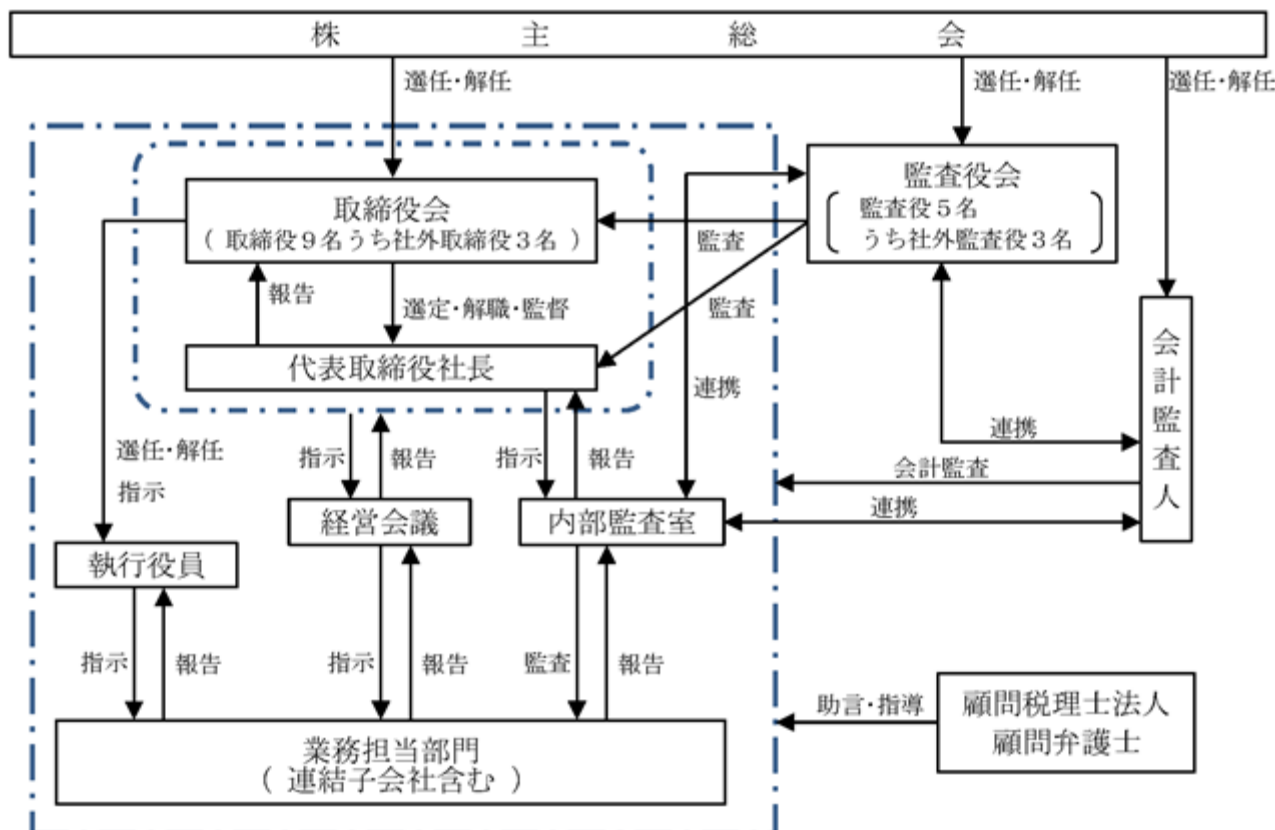 株主総会
選任・解任
選任・解任
選任・解任
監査役会
監査役5名
うち社外監査役3名
取締役会
( 取締役9名うち社外取締役3名 )
監査
報告
選定・解職・監督
監査
代表取締役社長
会計監査人
連携
連携
選任・解任
指示
指示
報告
指示
報告
会計監査
連携
経営会議
内部監査室
執行役員
指示
報告
指示
報告
監査
報告
助言・指導
顧問税理士法人
顧問弁護士
業務担当部門
( 連結子会社含む )